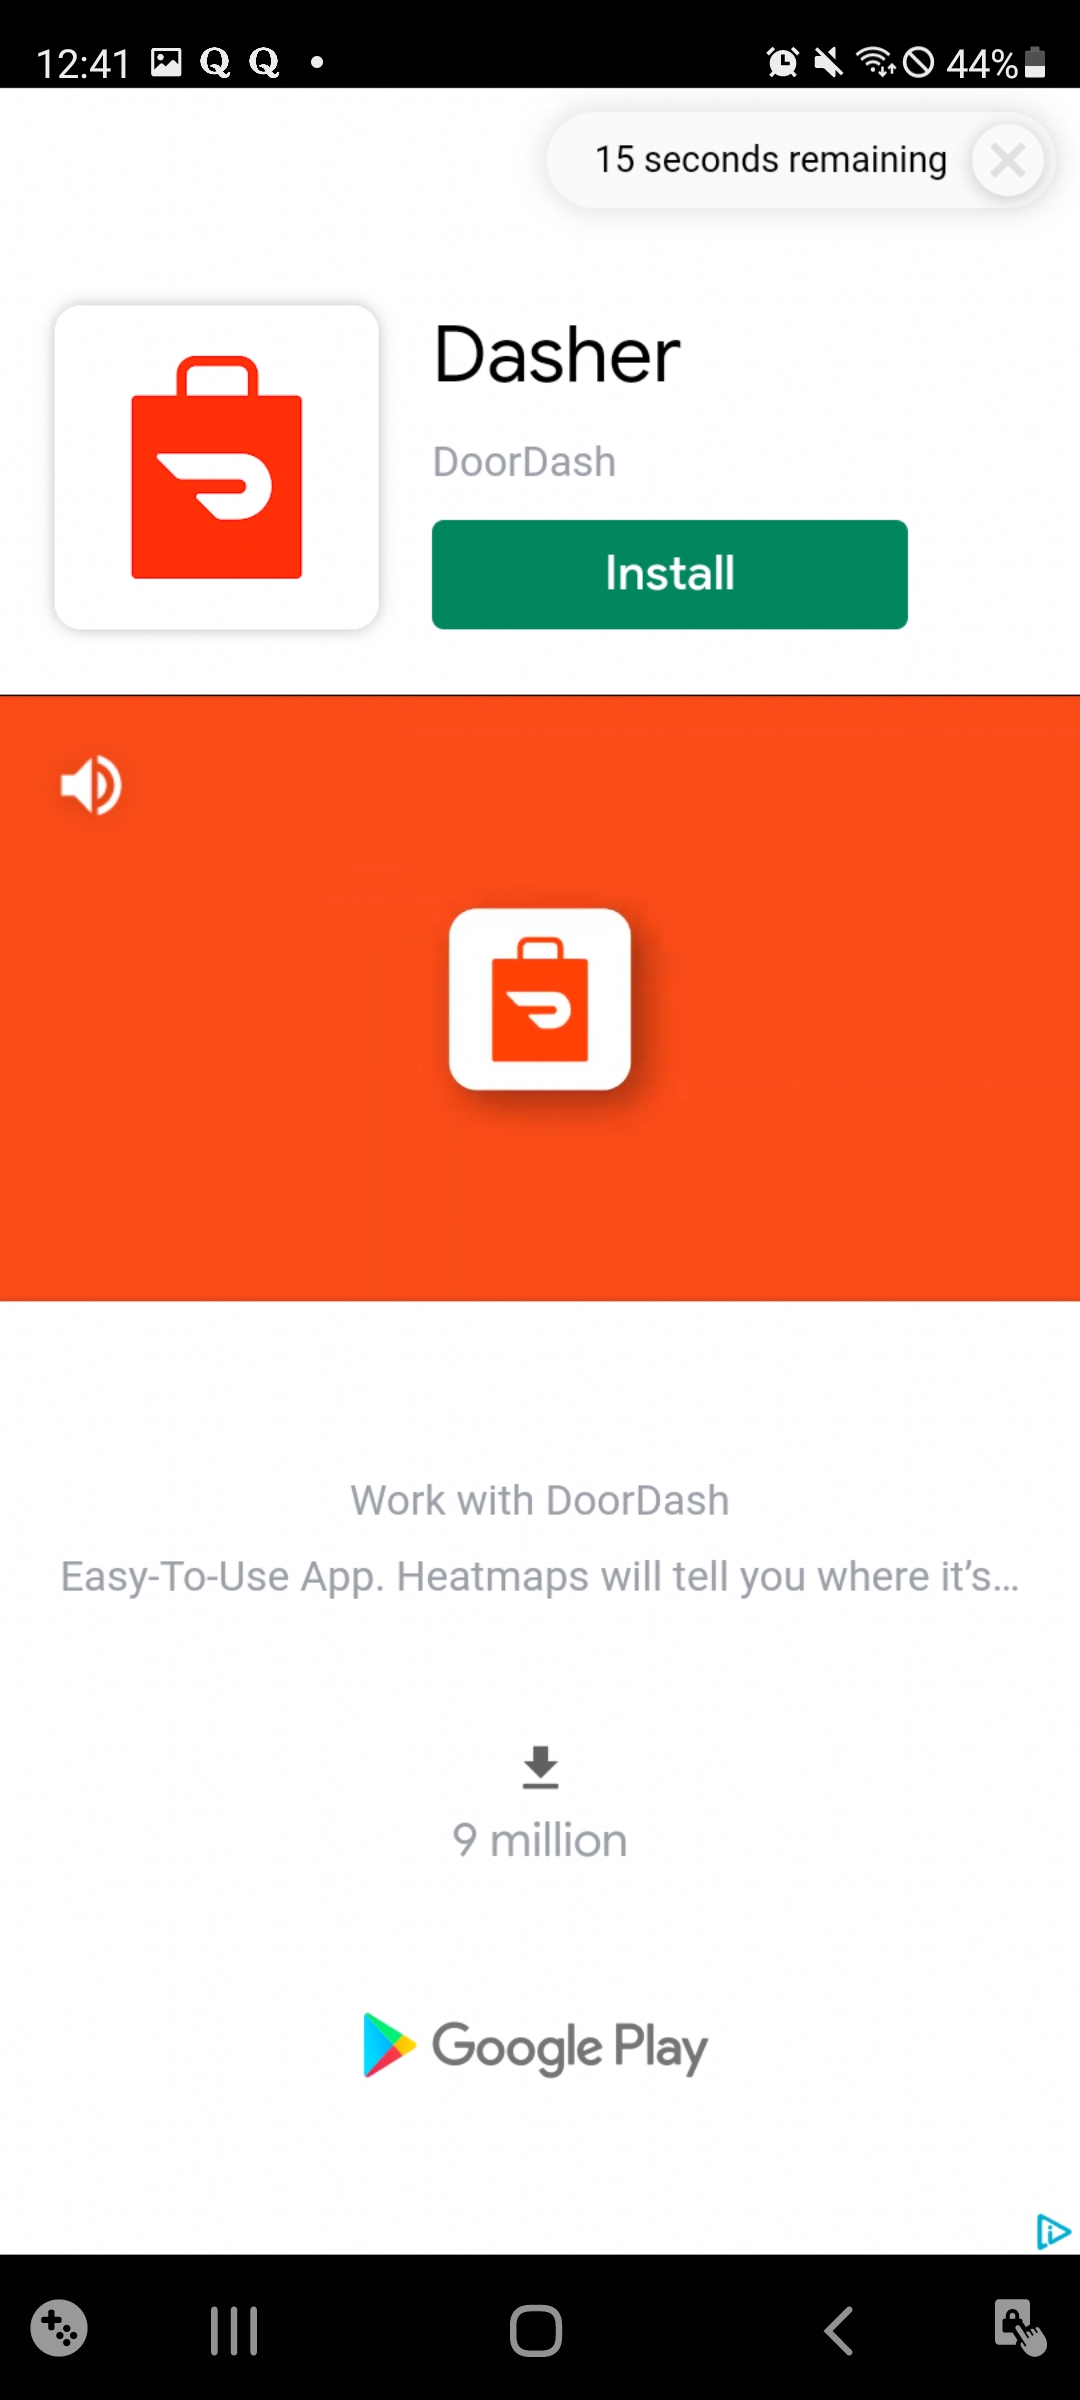 12:41 Q Q 44%
15 seconds remaining
Dasher
DoorDash
Install
Work with DoorDash
Easy-To-Use App. Heatmaps will tell you where it’s...
9 million
Google Play